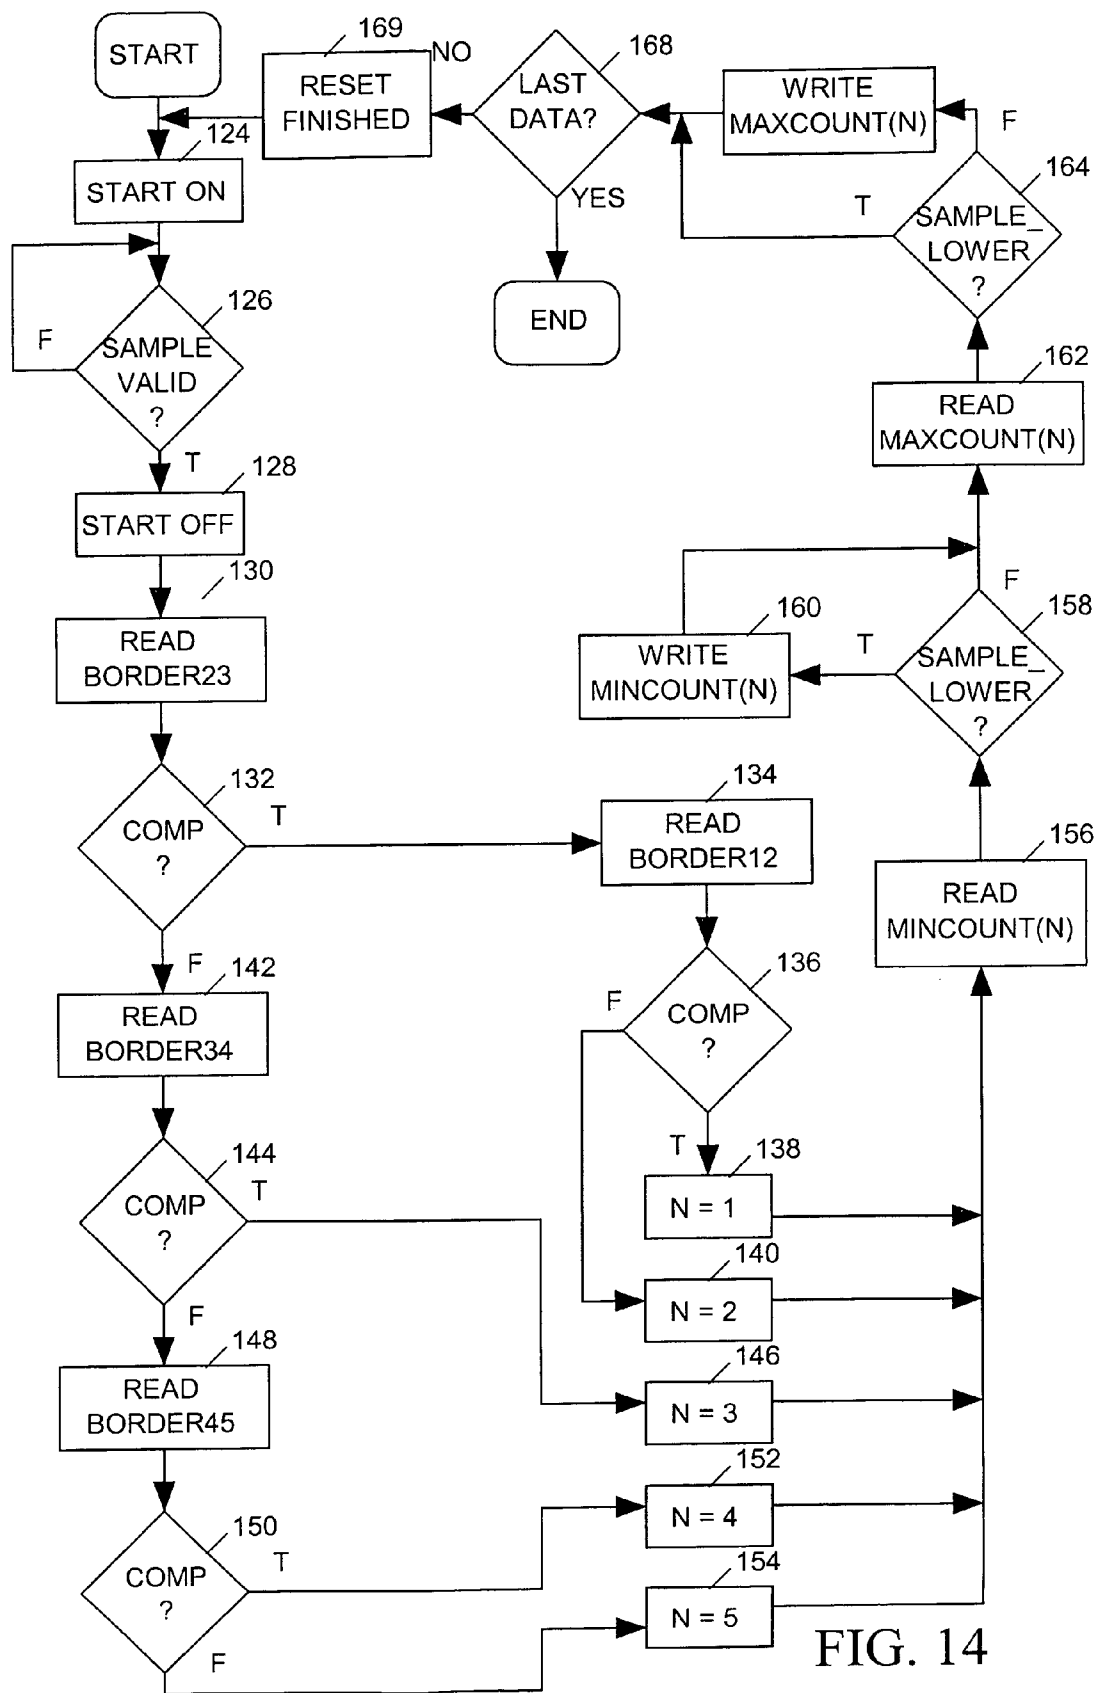 START
169
NO
RESET
FINISHED
168
LAST
DATA?
YES
END
WRITE
MAXCOUNT(N)
F
164
T
SAMPLE_
LOWER
?
124
START ON
126
F
SAMPLE
VALID
?
T
128
START OFF
130
READ
BORDER23
162
READ
MAXCOUNT(N)
F
158
T
SAMPLE_
LOWER
?
160
WRITE
MINCOUNT(N)
132
COMP
?
T
F
134
READ
BORDER12
156
READ
MINCOUNT(N)
136
F
COMP
?
T
142
READ
BORDER34
144
COMP
?
T
F
138
N = 1
140
N = 2
148
READ
BORDER45
146
N = 3
150
COMP
?
T
F
152
N = 4
154
N = 5
FIG. 14